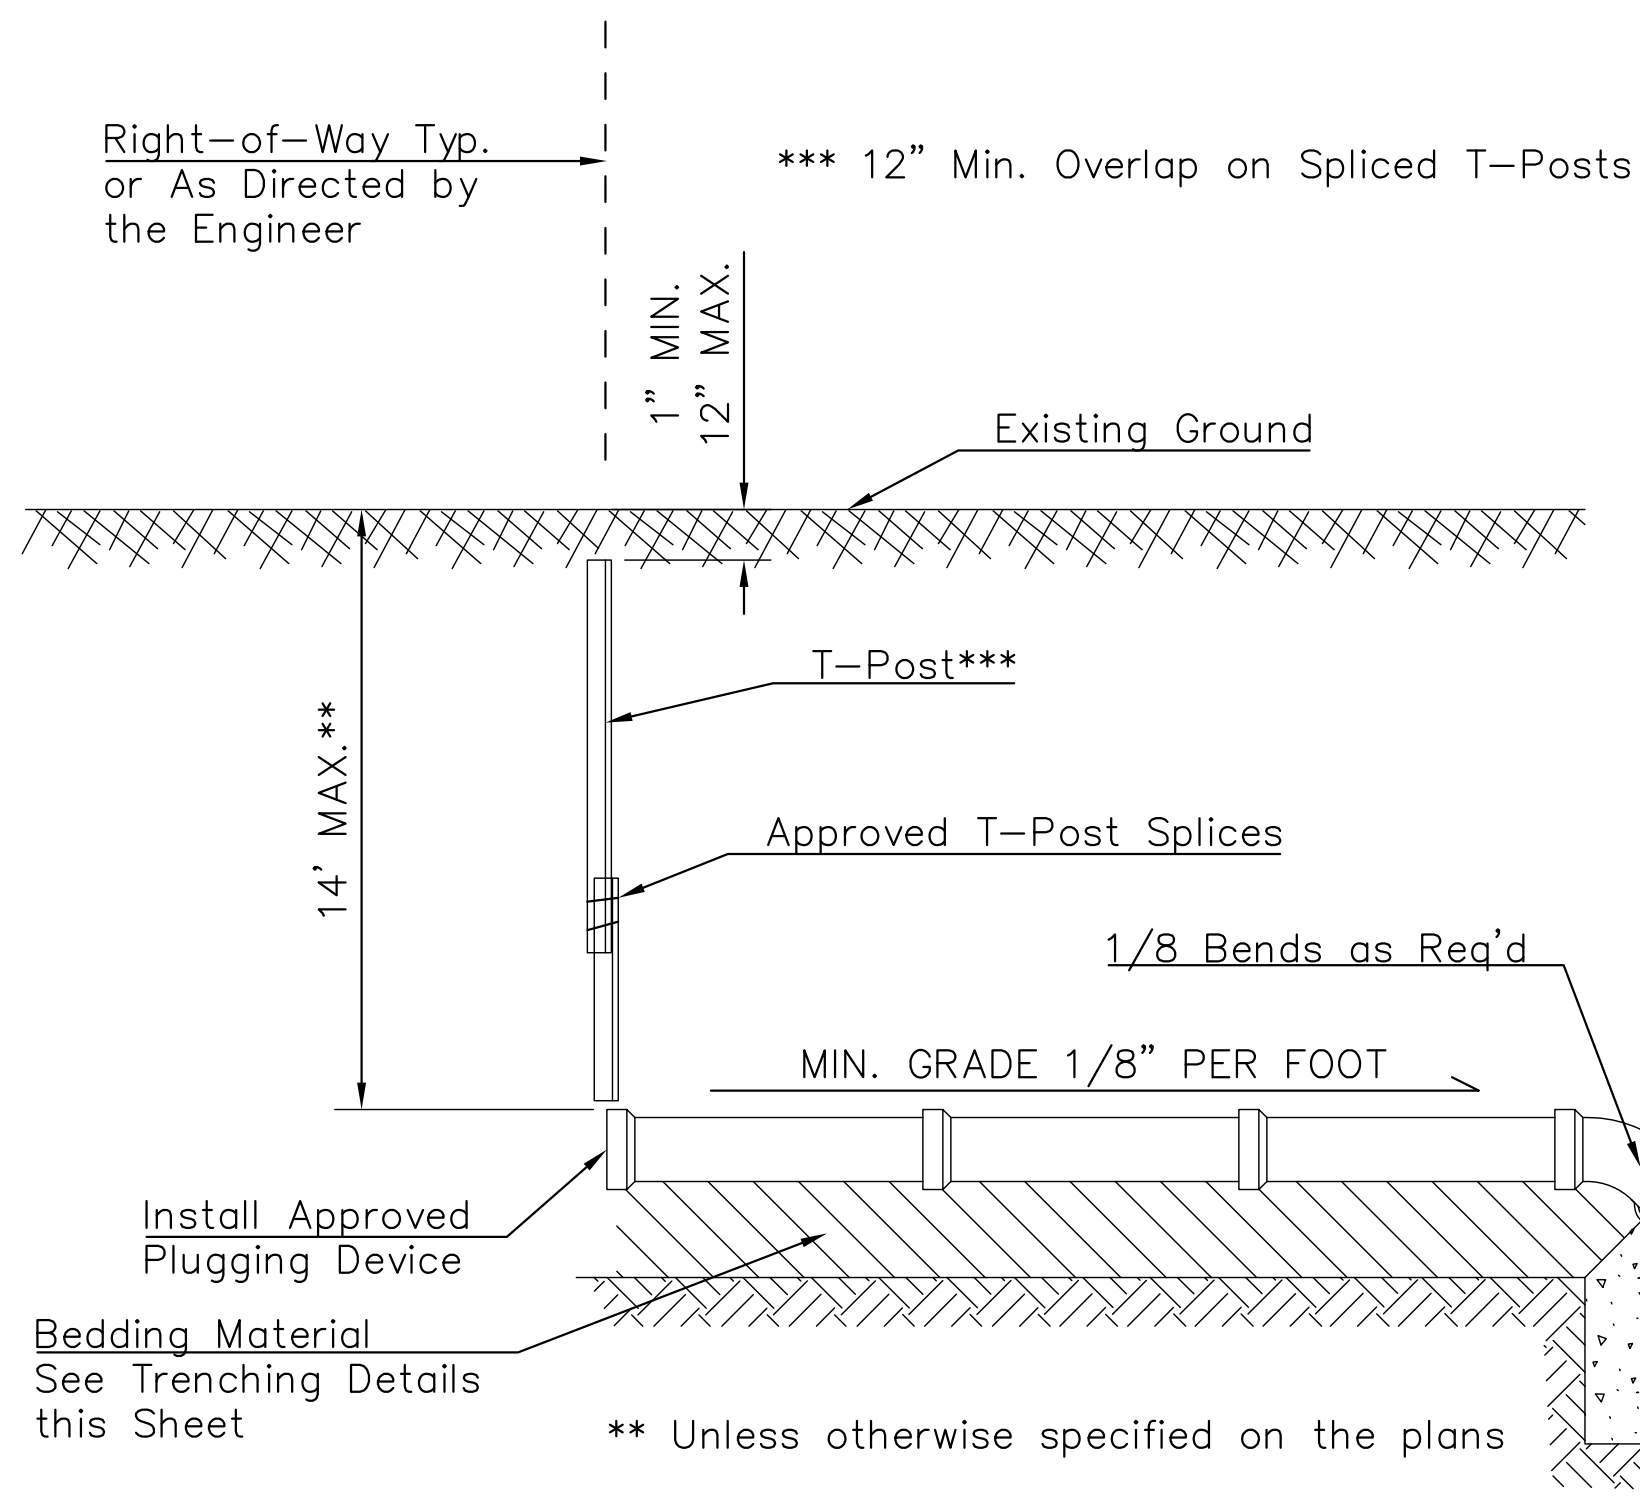 Right-of-Way Typ.
or As Directed by
the Engineer
*** 12" Min. Overlap on Spliced T-Posts
1" MIN.
12" MAX.
Existing Ground
T-Post***
14' MAX.**
Approved T-Post Splices
1/8 Bends as Req'd
MIN. GRADE 1/8" PER FOOT
Install Approved
Plugging Device
Bedding Material
See Trenching Details
this Sheet
** Unless otherwise specified on the plans